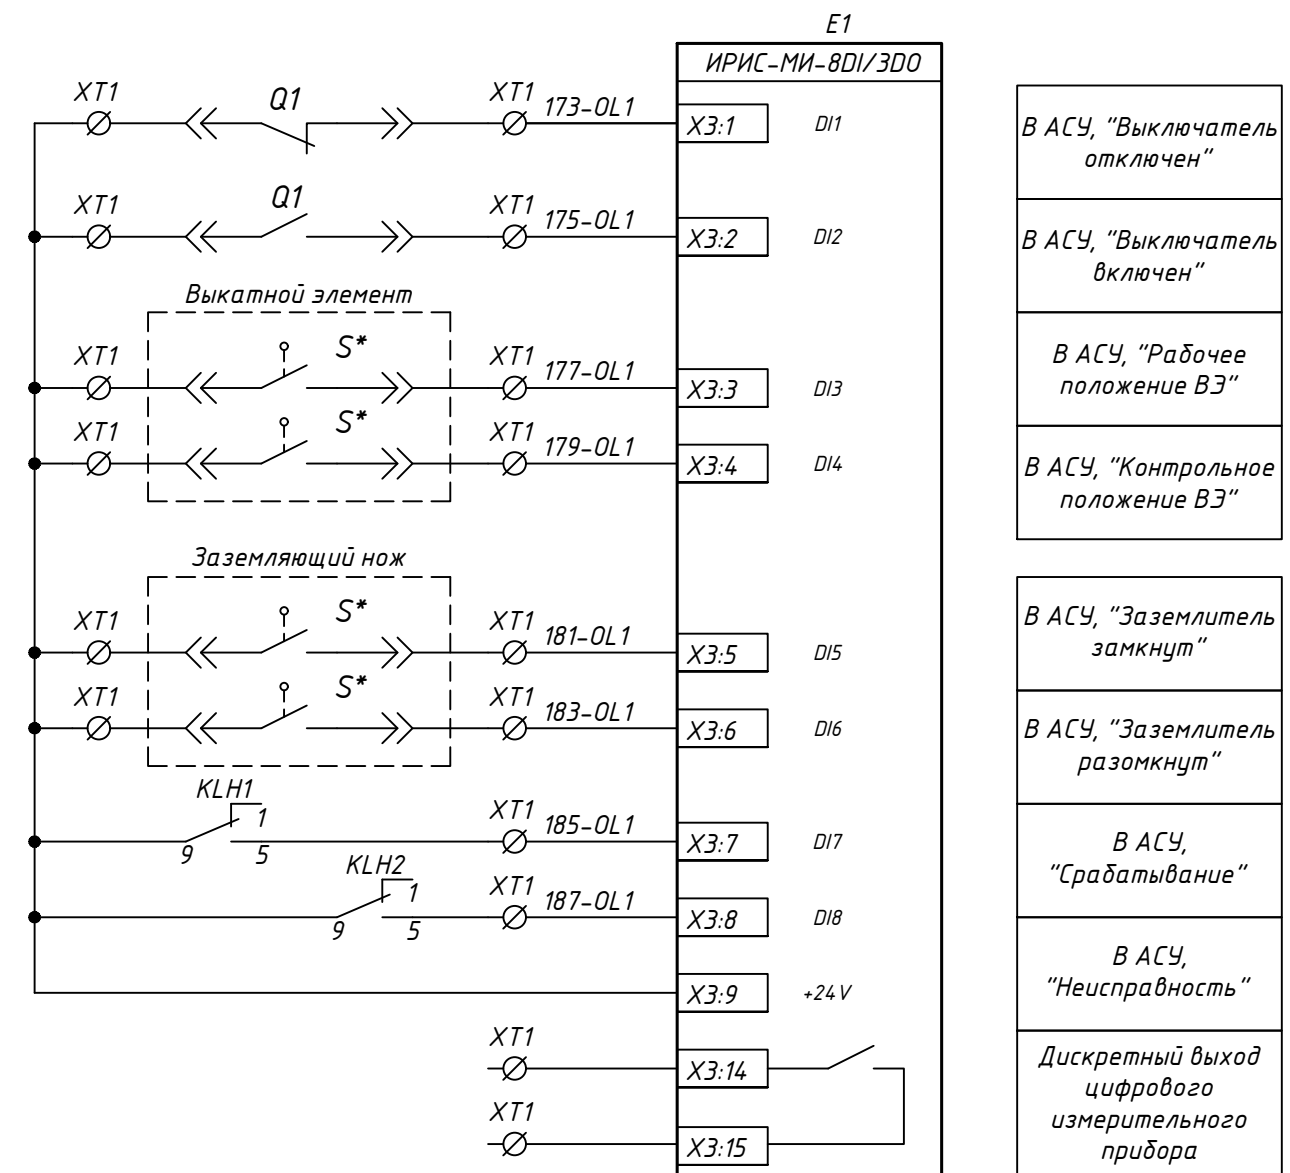 E1
ИРИС-МИ-8DI/3DO
XT1
Q1
XT1
173-OL1
X3:1
DI1
В АСУ, "Выключатель
отключен"
XT1
Q1
XT1
175-OL1
X3:2
DI2
В АСУ, "Выключатель
включен"
Выкатной элемент
XT1
S*
XT1
177-OL1
X3:3
DI3
В АСУ, "Рабочее
положение ВЭ"
XT1
S*
XT1
179-OL1
X3:4
DI4
В АСУ, "Контрольное
положение ВЭ"
Заземляющий нож
XT1
S*
XT1
181-OL1
X3:5
DI5
В АСУ, "Заземлитель
замкнут"
XT1
S*
XT1
183-OL1
X3:6
DI6
В АСУ, "Заземлитель
разомкнут"
KLH1
1
9
5
XT1
185-OL1
X3:7
DI7
В АСУ,
"Срабатывание"
KLH2
1
9
5
XT1
187-OL1
X3:8
DI8
В АСУ,
"Неисправность"
X3:9
+24V
XT1
X3:14
XT1
X3:15
Дискретный выход
цифрового
измерительного
прибора